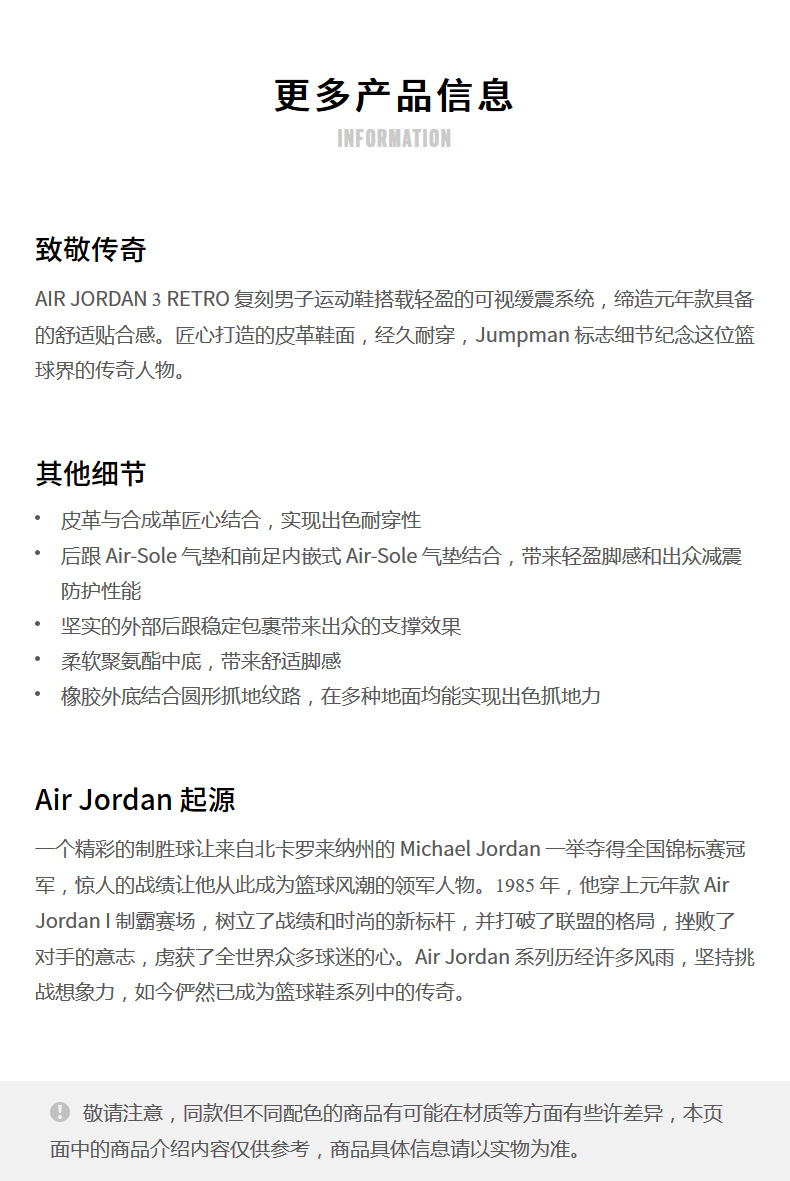 更多产品信息
INFORMATION
致敬传奇
AIR JORDAN 3 RETRO 复刻男子运动鞋搭载轻盈的可视缓震系统，缔造元年款具备
的舒适贴合感。匠心打造的皮革鞋面，经久耐穿，Jumpman 标志细节纪念这位篮
球界的传奇人物。
其他细节
• 皮革与合成革匠心结合，实现出色耐穿性
• 后跟 Air-Sole 气垫和前足内嵌式 Air-Sole 气垫结合，带来轻盈脚感和出众减震
防护性能
• 坚实的外部后跟稳定包裹带来出众的支撑效果
• 柔软聚氨酯中底，带来舒适脚感
• 橡胶外底结合圆形抓地纹路，在多种地面均能实现出色抓地力
Air Jordan 起源
一个精彩的制胜球让来自北卡罗来纳州的 Michael Jordan 一举夺得全国锦标赛冠
军，惊人的战绩让他从此成为篮球风潮的领军人物。1985 年，他穿上元年款 Air
Jordan I 制霸赛场，树立了战绩和时尚的新标杆，并打破了联盟的格局，挫败了
对手的意志，虏获了全世界众多球迷的心。Air Jordan 系列历经许多风雨，坚持挑
战想象力，如今俨然已成为篮球鞋系列中的传奇。
敬请注意，同款但不同配色的商品有可能在材质等方面有些许差异，本页
面中的商品介绍内容仅供参考，商品具体信息请以实物为准。